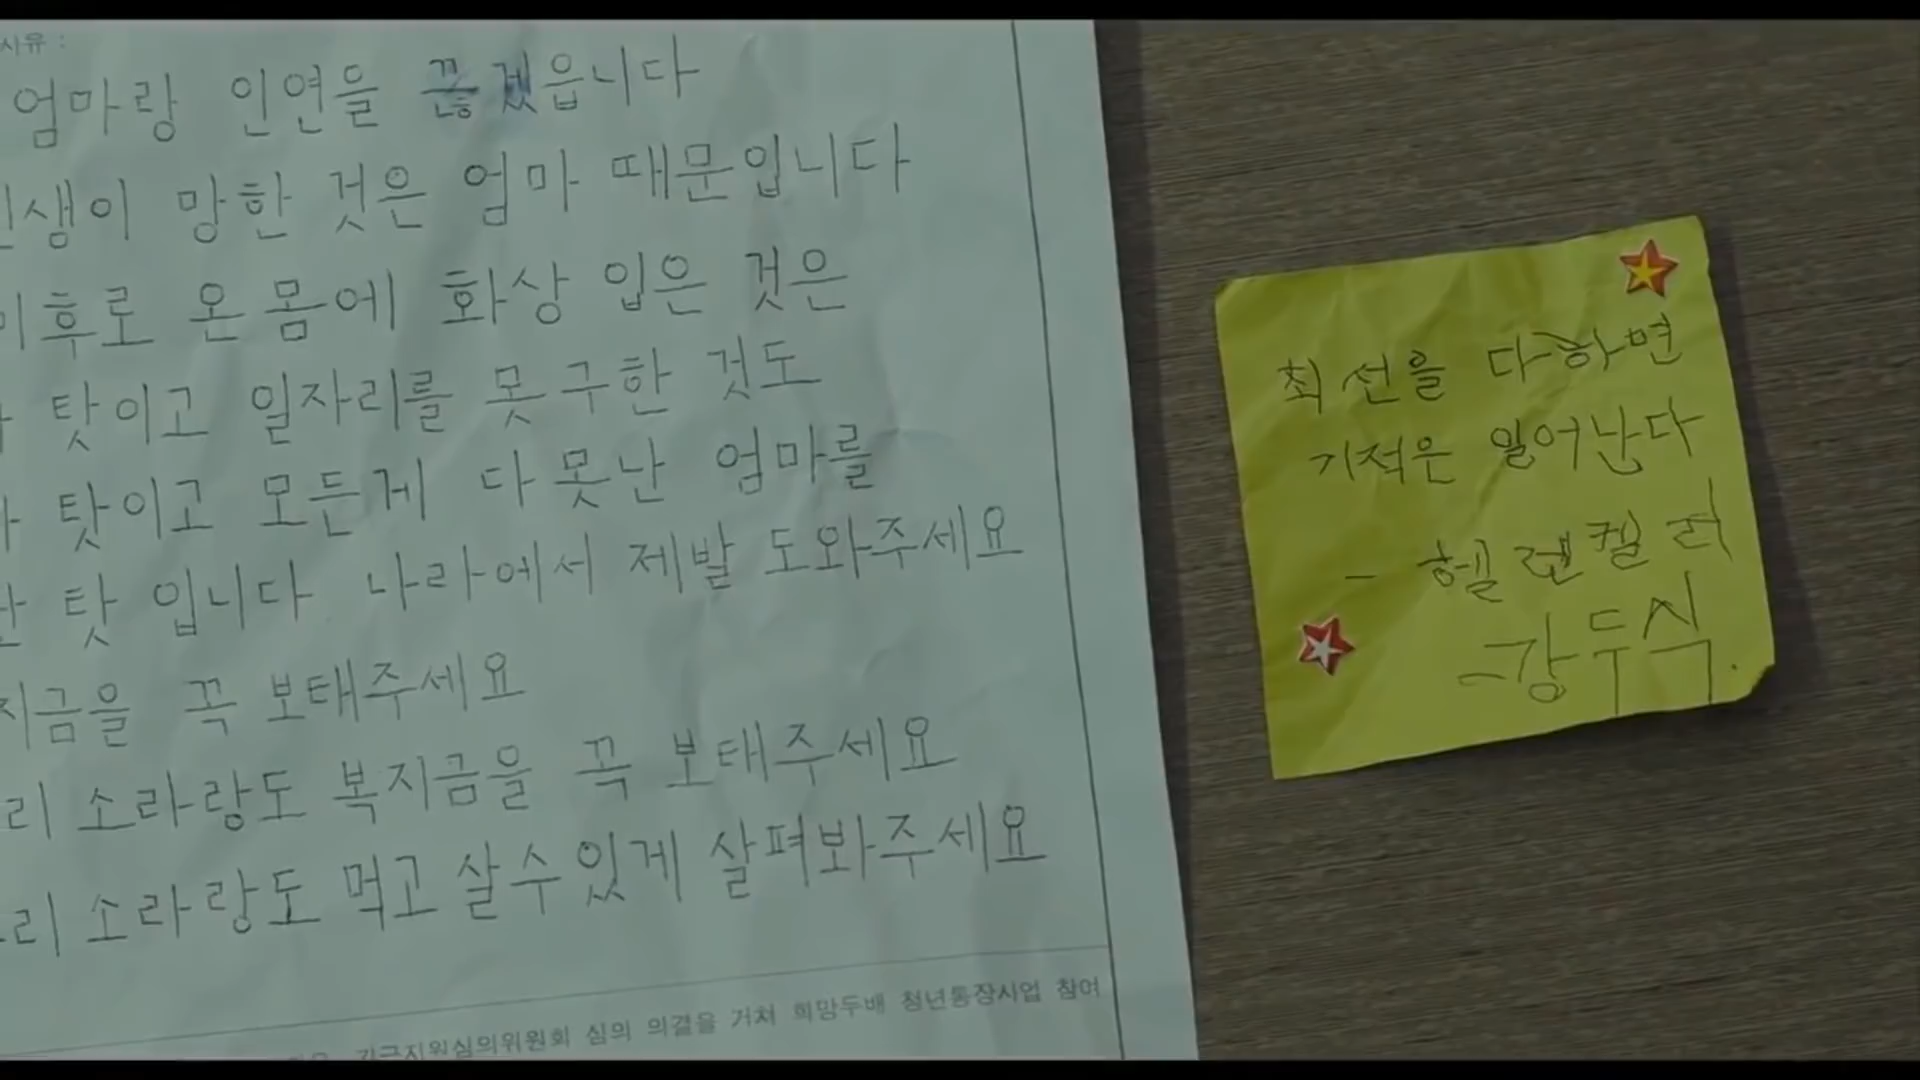 사유 :
엄마랑 인연을 끊겠읍니다
인생이 망한 것은 엄마 때문입니다
이후로 온 몸에 화상 입은 것은
탓이고 일자리를 못 구한 것도
탓이고 모든게 다 못난 엄마를
탓 입니다 나라에서 제발 도와주세요
지금을 꼭 보태주세요
리 소라랑도 복지금을 꼭 보태주세요
리 소라랑도 먹고 살수있게 살펴봐주세요
긴급지원심의위원회 심의 의결을 거쳐 희망두배 청년통장사업 참여
최선을 다하면
기적은 일어난다
- 헬렌켈러
- 강두식.